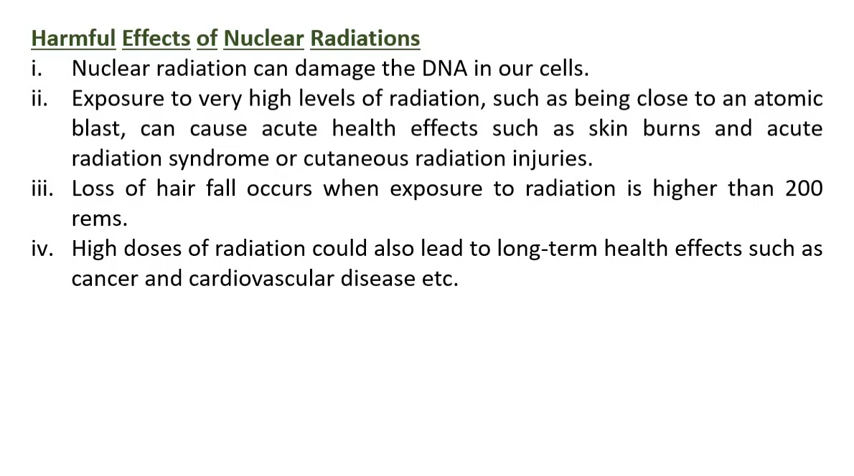 Harmful Effects of Nuclear Radiations
i. Nuclear radiation can damage the DNA in our cells.
ii. Exposure to very high levels of radiation, such as being close to an atomic
blast, can cause acute health effects such as skin burns and acute
radiation syndrome or cutaneous radiation injuries.
iii. Loss of hair fall occurs when exposure to radiation is higher than 200
rems.
iv. High doses of radiation could also lead to long-term health effects such as
cancer and cardiovascular disease etc.